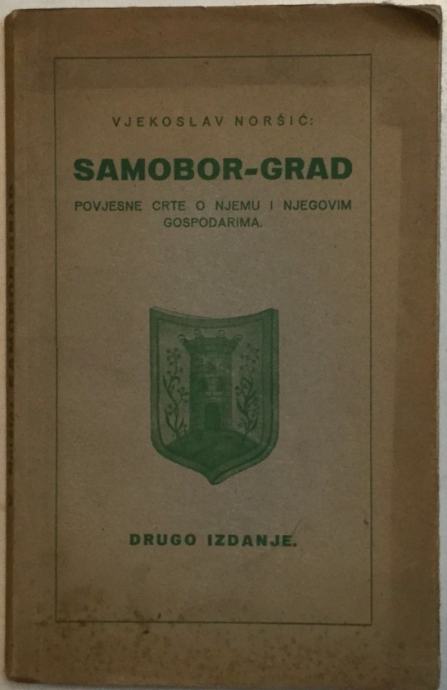 VJEKOSLAV NORŠIĆ:
SAMOBOR-GRAD
POVJESNE CRTE O NJEMU I NJEGOVIM
GOSPODARIMA.
DRUGO IZDANJE.